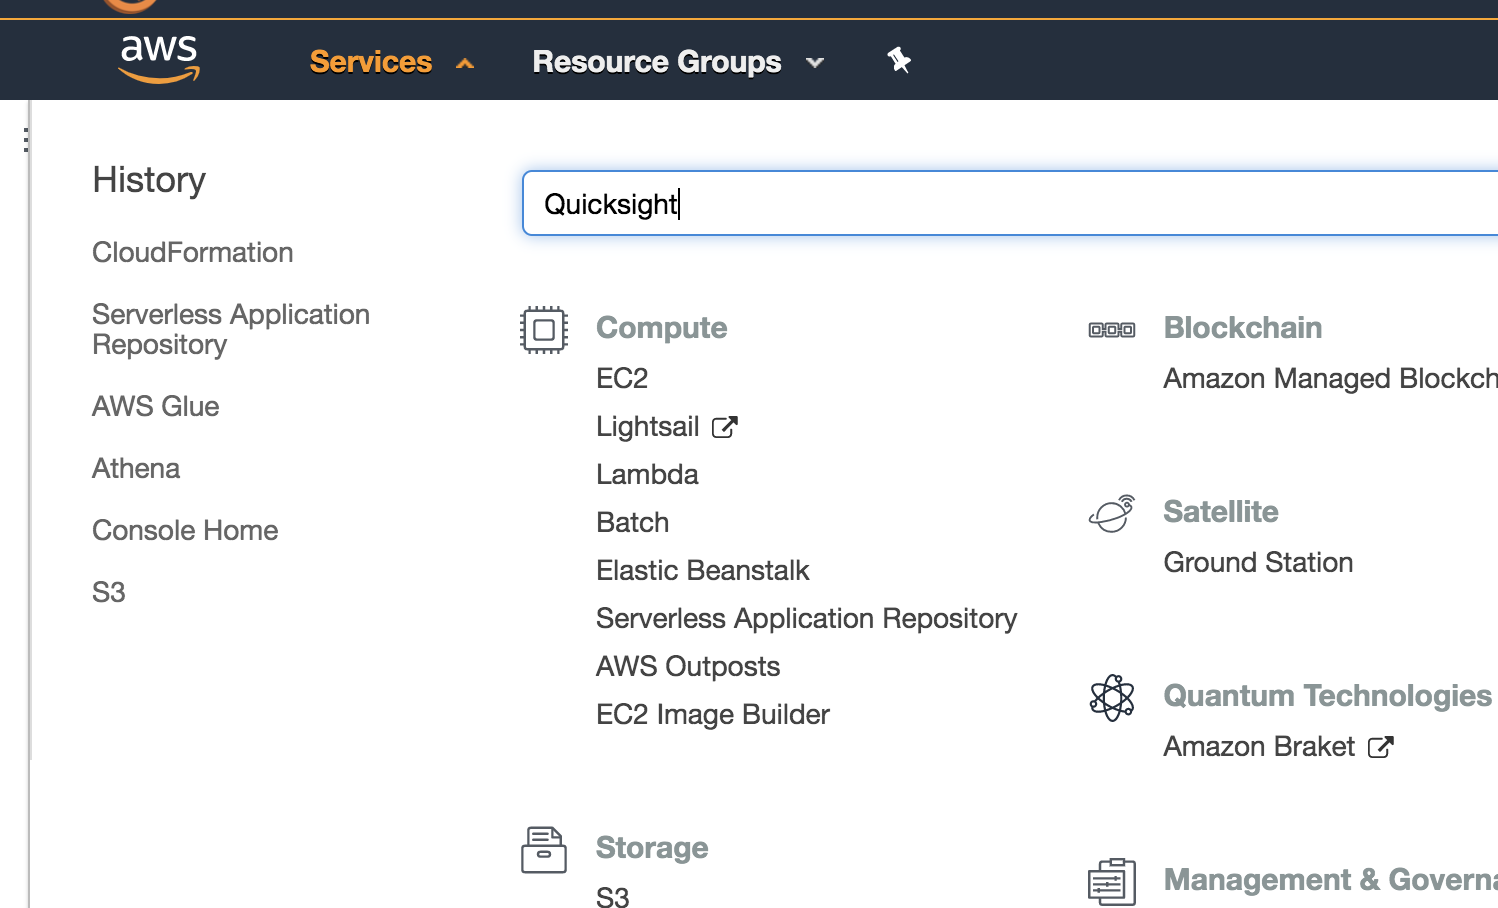 aws
Services
Resource Groups
History
CloudFormation
Serverless Application
Repository
AWS Glue
Athena
Console Home
S3
Quicksight
Compute
EC2
Lightsail
Lambda
Batch
Elastic Beanstalk
Serverless Application Repository
AWS Outposts
EC2 Image Builder
Storage
S3
Blockchain
Amazon Managed Blockch
Satellite
Ground Station
Quantum Technologies
Amazon Braket
Management & Governa